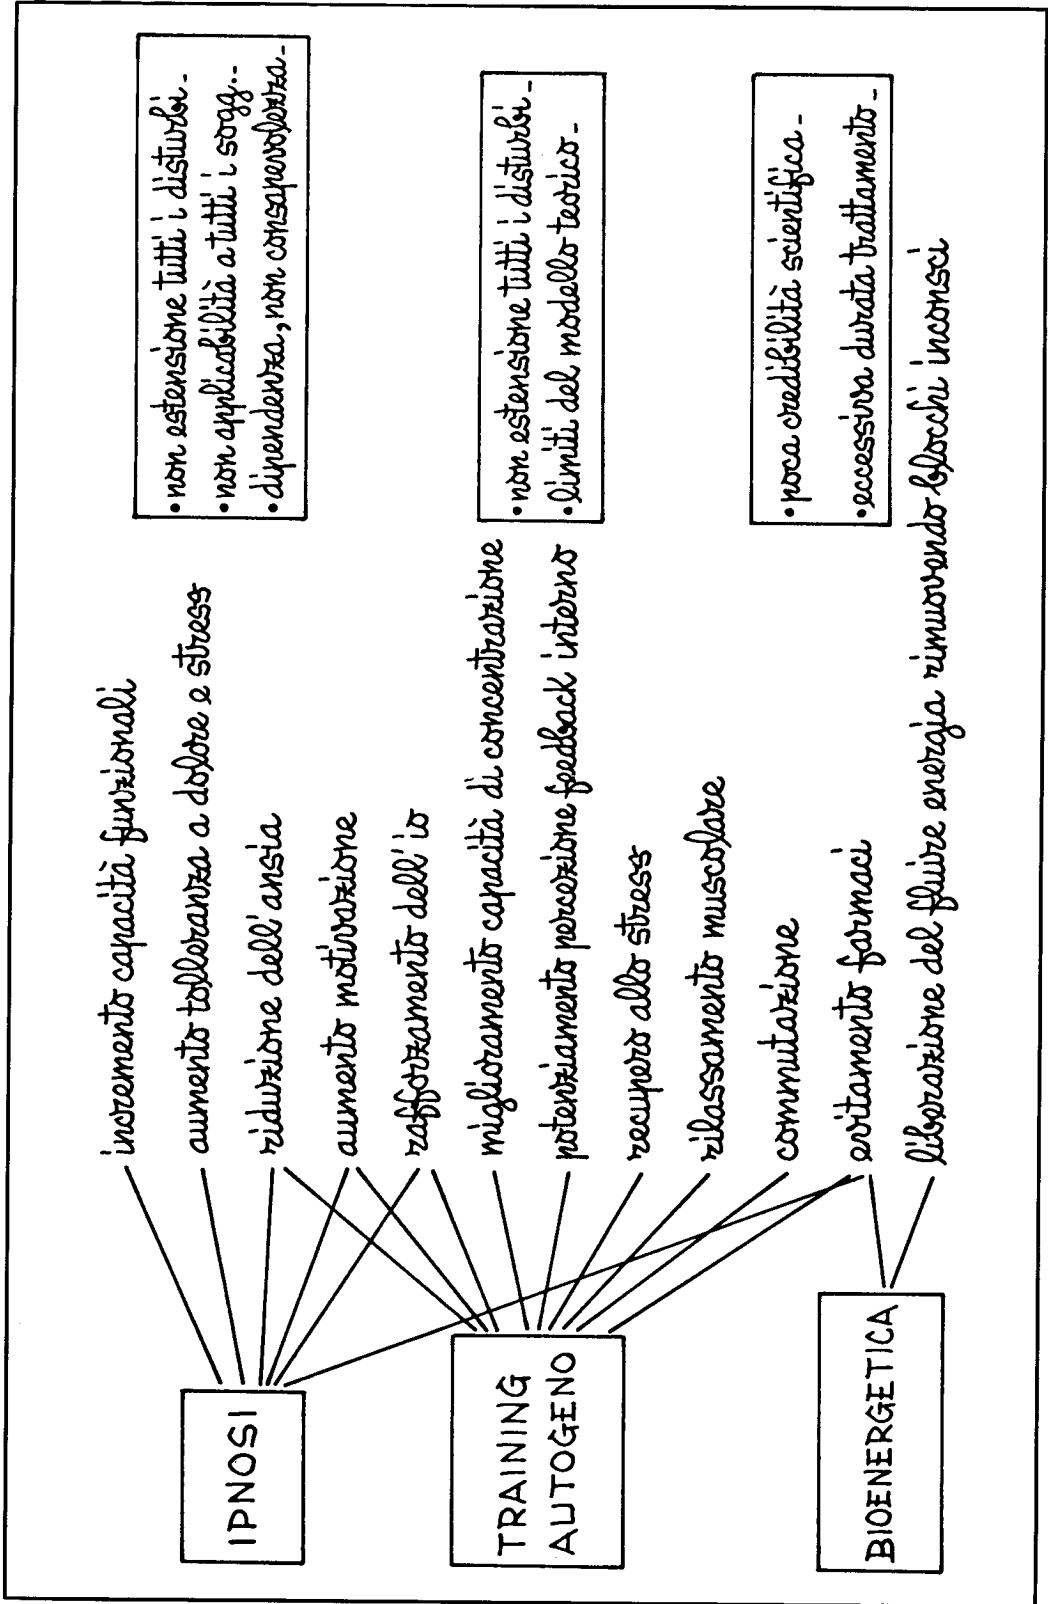 IPNOSI
TRAINING
AUTOGENO
BIOENERGETICA
incremento capacità funzionali
aumento tolleranza a dolore e stress
riduzione dell'ansia
aumento motivazione
rafforzamento dell'io
miglioramento capacità di concentrazione
potenziamento percezione feedback interno
recupero allo stress
rilassamento muscolare
commutazione
evitamento farmaci
liberazione del fluire energia rimuovendo blocchi inconsci
•non estensione tutti i disturbi-
•non applicabilità a tutti i sogg..
•dipendenza, non consapevolezza-
•non estensione tutti i disturbi-
•limiti del modello teorico-
•poca credibilità scientifica-
•eccessiva durata trattamento-